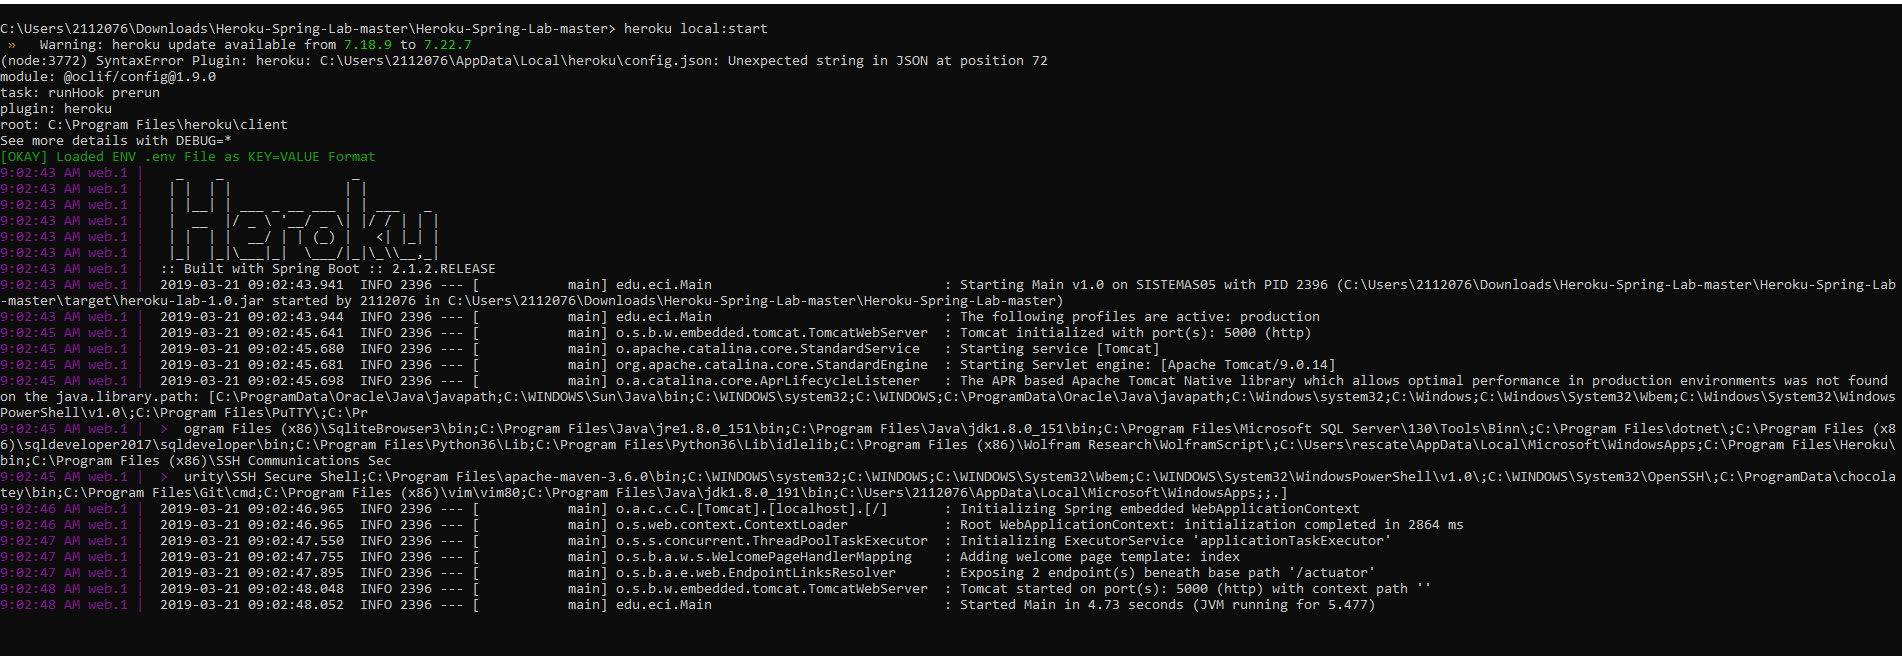 C:\Users\2112076\Downloads\Heroku-Spring-Lab-master\Heroku-Spring-Lab-master> heroku local:start
 »   Warning: heroku update available from 7.18.9 to 7.22.7
(node:3772) SyntaxError Plugin: heroku: C:\Users\2112076\AppData\Local\heroku\config.json: Unexpected string in JSON at position 72
module: @oclif/config@1.9.0
task: runHook prerun
plugin: heroku
root: C:\Program Files\heroku\client
See more details with DEBUG=*
[OKAY] Loaded ENV .env File as KEY=VALUE Format
9:02:43 AM web.1 |     _    _                _
9:02:43 AM web.1 |   | |  | |              | |
9:02:43 AM web.1 |   | |__| | ___ _ __ ___ | | ___   _
9:02:43 AM web.1 |   |  __  |/ _ \ '__/ _ \| |/ / | | |
9:02:43 AM web.1 |   | |  | |  __/ | | (_) |   <| |_| |
9:02:43 AM web.1 |   |_|  |_|\___|_|  \___/|_|\_\\__,_|
9:02:43 AM web.1 |  :: Built with Spring Boot :: 2.1.2.RELEASE
9:02:43 AM web.1 |  2019-03-21 09:02:43.941  INFO 2396 --- [           main] edu.eci.Main                             : Starting Main v1.0 on SISTEMAS05 with PID 2396 (C:\Users\2112076\Downloads\Heroku-Spring-Lab-master\Heroku-Spring-Lab
-master\target\heroku-lab-1.0.jar started by 2112076 in C:\Users\2112076\Downloads\Heroku-Spring-Lab-master\Heroku-Spring-Lab-master)
9:02:43 AM web.1 |  2019-03-21 09:02:43.944  INFO 2396 --- [           main] edu.eci.Main                             : The following profiles are active: production
9:02:45 AM web.1 |  2019-03-21 09:02:45.641  INFO 2396 --- [           main] o.s.b.w.embedded.tomcat.TomcatWebServer  : Tomcat initialized with port(s): 5000 (http)
9:02:45 AM web.1 |  2019-03-21 09:02:45.680  INFO 2396 --- [           main] o.apache.catalina.core.StandardService   : Starting service [Tomcat]
9:02:45 AM web.1 |  2019-03-21 09:02:45.681  INFO 2396 --- [           main] org.apache.catalina.core.StandardEngine  : Starting Servlet engine: [Apache Tomcat/9.0.14]
9:02:45 AM web.1 |  2019-03-21 09:02:45.698  INFO 2396 --- [           main] o.a.catalina.core.AprLifecycleListener   : The APR based Apache Tomcat Native library which allows optimal performance in production environments was not found
on the java.library.path: [C:\ProgramData\Oracle\Java\javapath;C:\WINDOWS\Sun\Java\bin;C:\WINDOWS\system32;C:\WINDOWS;C:\ProgramData\Oracle\Java\javapath;C:\Windows\system32;C:\Windows;C:\Windows\System32\Wbem;C:\Windows\System32\Windows
PowerShell\v1.0\;C:\Program Files\PuTTY\;C:\Pr
9:02:45 AM web.1 |  >  ogram Files (x86)\SqliteBrowser3\bin;C:\Program Files\Java\jre1.8.0_151\bin;C:\Program Files\Java\jdk1.8.0_151\bin;C:\Program Files\Microsoft SQL Server\130\Tools\Binn\;C:\Program Files\dotnet\;C:\Program Files (x8
6)\sqldeveloper2017\sqldeveloper\bin;C:\Program Files\Python36\Lib;C:\Program Files\Python36\Lib\idlelib;C:\Program Files (x86)\Wolfram Research\WolframScript\;C:\Users\rescate\AppData\Local\Microsoft\WindowsApps;C:\Program Files\Heroku\
bin;C:\Program Files (x86)\SSH Communications Sec
9:02:45 AM web.1 |  >  urity\SSH Secure Shell;C:\Program Files\apache-maven-3.6.0\bin;C:\WINDOWS\system32;C:\WINDOWS;C:\WINDOWS\System32\Wbem;C:\WINDOWS\System32\WindowsPowerShell\v1.0\;C:\WINDOWS\System32\OpenSSH\;C:\ProgramData\chocola
tey\bin;C:\Program Files\Git\cmd;C:\Program Files (x86)\vim\vim80;C:\Program Files\Java\jdk1.8.0_191\bin;C:\Users\2112076\AppData\Local\Microsoft\WindowsApps;;.]
9:02:46 AM web.1 |  2019-03-21 09:02:46.965  INFO 2396 --- [           main] o.a.c.c.C.[Tomcat].[localhost].[/]       : Initializing Spring embedded WebApplicationContext
9:02:46 AM web.1 |  2019-03-21 09:02:46.965  INFO 2396 --- [           main] o.s.web.context.ContextLoader            : Root WebApplicationContext: initialization completed in 2864 ms
9:02:47 AM web.1 |  2019-03-21 09:02:47.550  INFO 2396 --- [           main] o.s.s.concurrent.ThreadPoolTaskExecutor  : Initializing ExecutorService 'applicationTaskExecutor'
9:02:47 AM web.1 |  2019-03-21 09:02:47.755  INFO 2396 --- [           main] o.s.b.a.w.s.WelcomePageHandlerMapping    : Adding welcome page template: index
9:02:47 AM web.1 |  2019-03-21 09:02:47.895  INFO 2396 --- [           main] o.s.b.a.e.web.EndpointLinksResolver      : Exposing 2 endpoint(s) beneath base path '/actuator'
9:02:48 AM web.1 |  2019-03-21 09:02:48.048  INFO 2396 --- [           main] o.s.b.w.embedded.tomcat.TomcatWebServer  : Tomcat started on port(s): 5000 (http) with context path ''
9:02:48 AM web.1 |  2019-03-21 09:02:48.052  INFO 2396 --- [           main] edu.eci.Main                             : Started Main in 4.73 seconds (JVM running for 5.477)